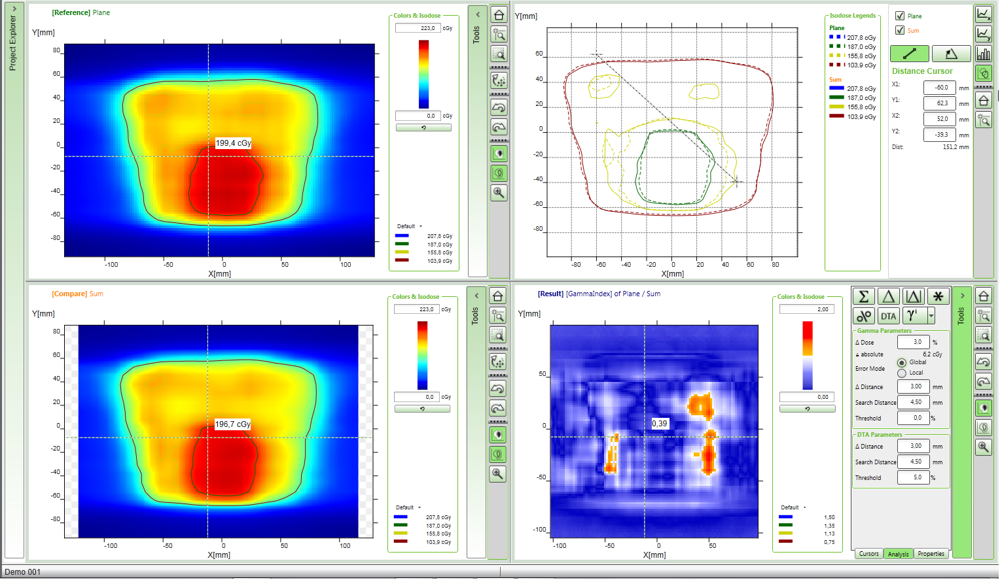 Project Explorer
[Reference] Plane
Y[mm]
80
60
40
20
0
-20
-40
-60
-80
199,4 cGy
-100
-50
0
50
100
X[mm]
Colors & Isodose
223,0 cGy
0,0 cGy
Default
207,8 cGy
187,0 cGy
155,8 cGy
103,9 cGy
Tools
Y[mm]
60
40
20
0
-20
-40
-60
-80
-80
-60
-40
-20
0
20
40
60
80
X[mm]
Isodose Legends
Plane
207,8 cGy
187,0 cGy
155,8 cGy
103,9 cGy
Sum
207,8 cGy
187,0 cGy
155,8 cGy
103,9 cGy
Plane
Sum
Distance Cursor
X1: -60,0 mm
Y1: 62,3 mm
X2: 52,0 mm
Y2: -39,3 mm
Dist: 151,2 mm
[Compare] Sum
Y[mm]
80
60
40
20
0
-20
-40
-60
-80
196,7 cGy
-100
-50
0
50
100
X[mm]
Colors & Isodose
223,0 cGy
0,0 cGy
Default
207,8 cGy
187,0 cGy
155,8 cGy
103,9 cGy
Tools
[Result] [GammaIndex] of Plane / Sum
Y[mm]
50
0
-50
-100
0,39
-100
-50
0
50
X[mm]
Colors & Isodose
2,00
0,00
Default
1,50
1,35
1,13
0,75
Σ Δ |Δ| *
% DTA γⁱ
Gamma Parameters
Δ Dose 3,0 %
▲ absolute 6,2 cGy
Error Mode Global
Local
Δ Distance 3,00 mm
Search Distance 4,50 mm
Threshold 0,0 %
DTA Parameters
Δ Distance 3,00 mm
Search Distance 4,50 mm
Threshold 5,0 %
Cursors Analysis Properties
Tools
Demo 001